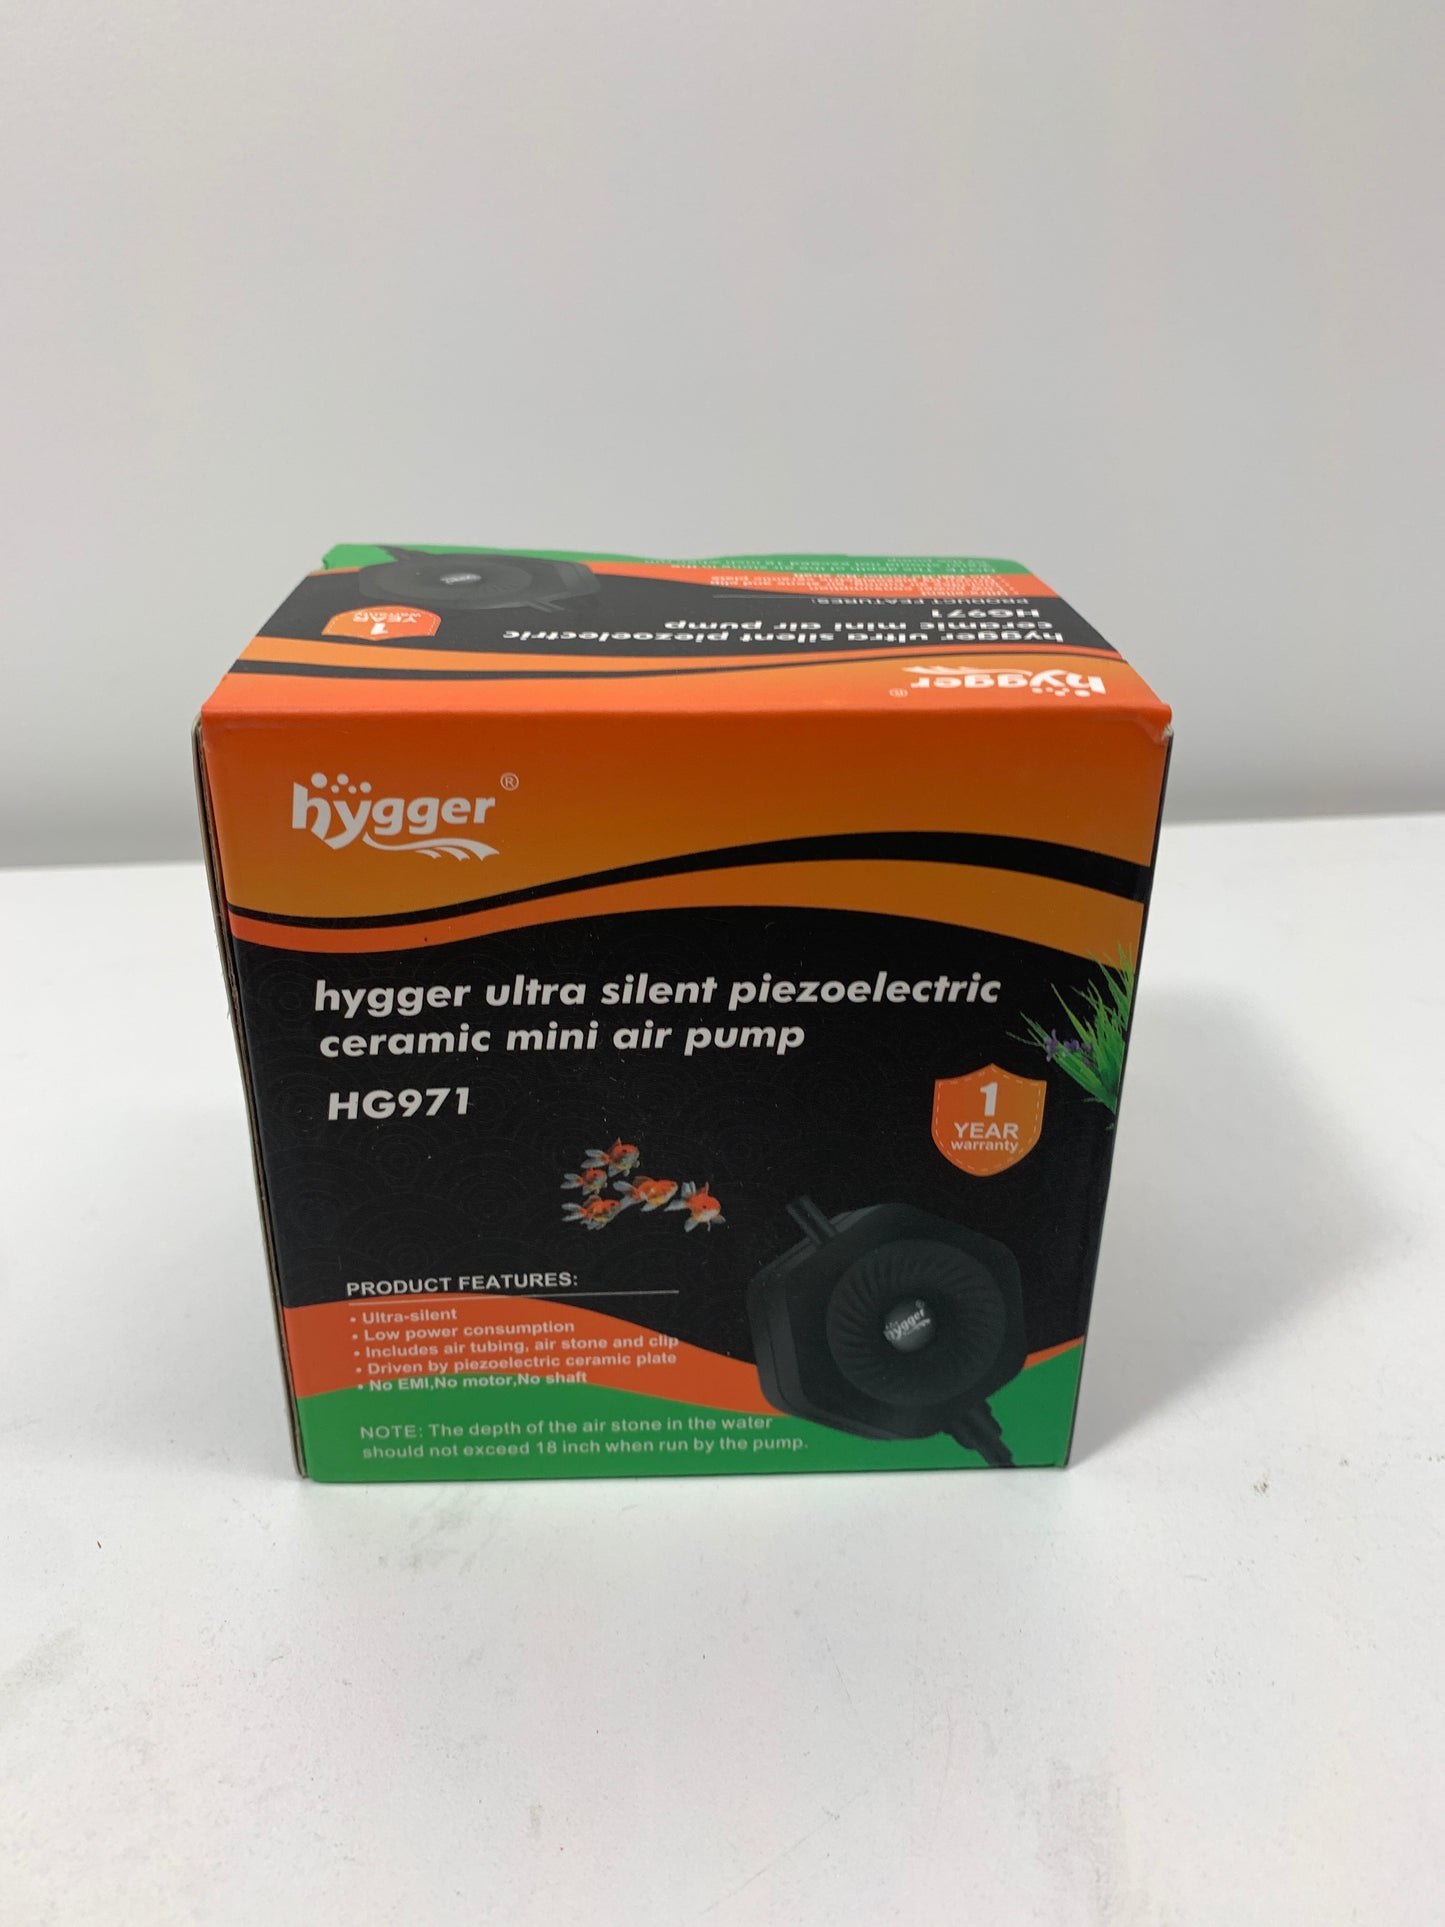 hygger ultra silent piezoelectric
ceramic mini air pump
HG971
PRODUCT FEATURES:
1
YEAR
warranty
hygger®
hygger®
hygger ultra silent piezoelectric
ceramic mini air pump
HG971
1
YEAR
warranty
hygger®
PRODUCT FEATURES:
• Ultra-silent
• Low power consumption
• Includes air tubing, air stone and clip
• Driven by piezoelectric ceramic plate
• No EMI,No motor,No shaft
NOTE: The depth of the air stone in the water
should not exceed 18 inch when run by the pump.